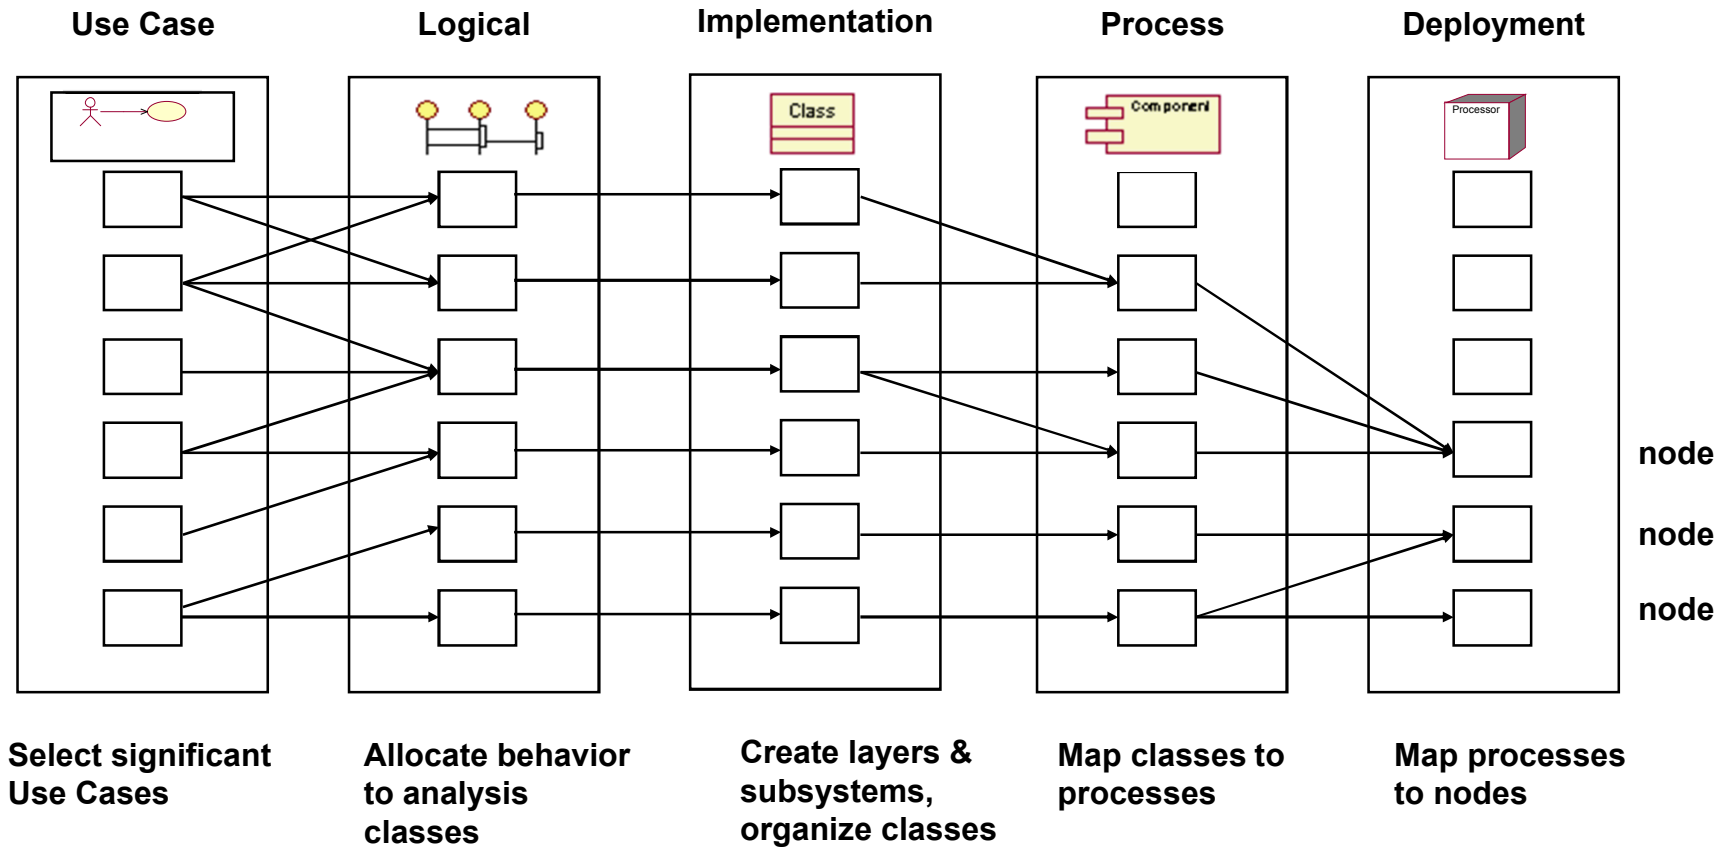 Use Case
Logical
Implementation
Process
Deployment
Class
Component
Processor
node
node
node
Select significant
Use Cases
Allocate behavior
to analysis
classes
Create layers &
subsystems,
organize classes
Map classes to
processes
Map processes
to nodes